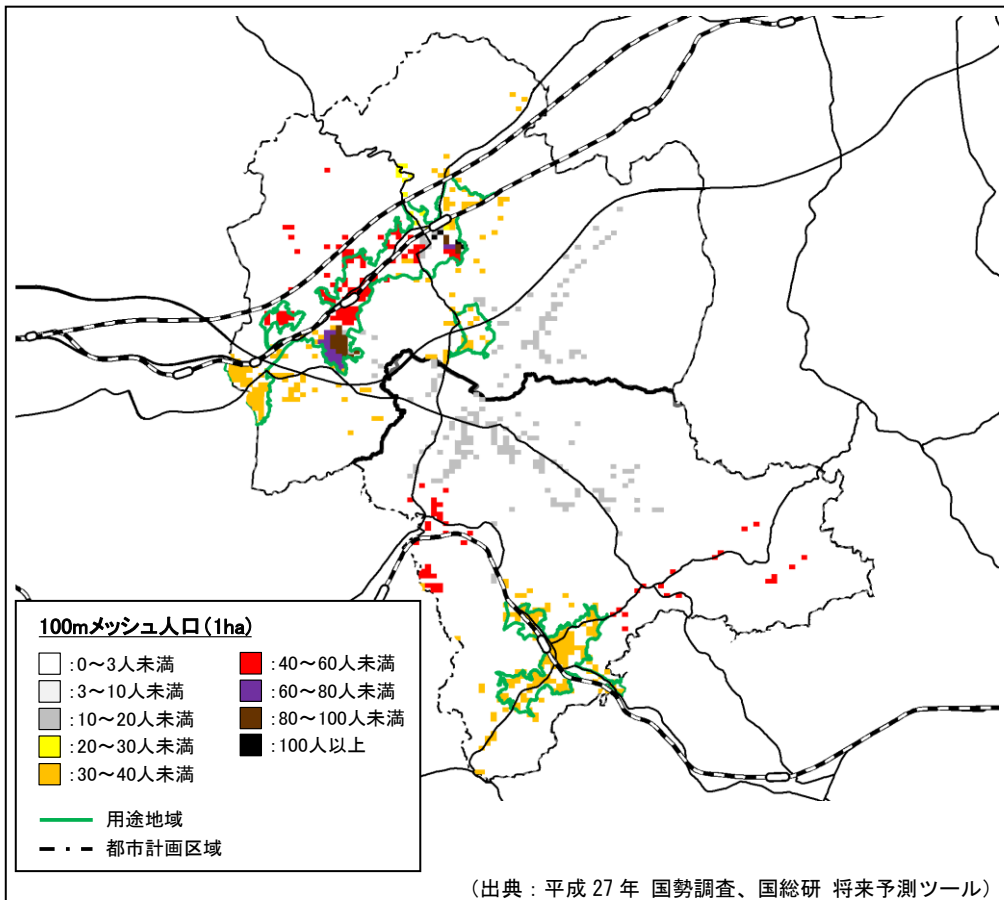 100mメッシュ人口(1ha)
:0～3人未満
:3～10人未満
:10～20人未満
:20～30人未満
:30～40人未満
:40～60人未満
:60～80人未満
:80～100人未満
:100人以上
用途地域
都市計画区域
(出典:平成27年 国勢調査、国総研 将来予測ツール)